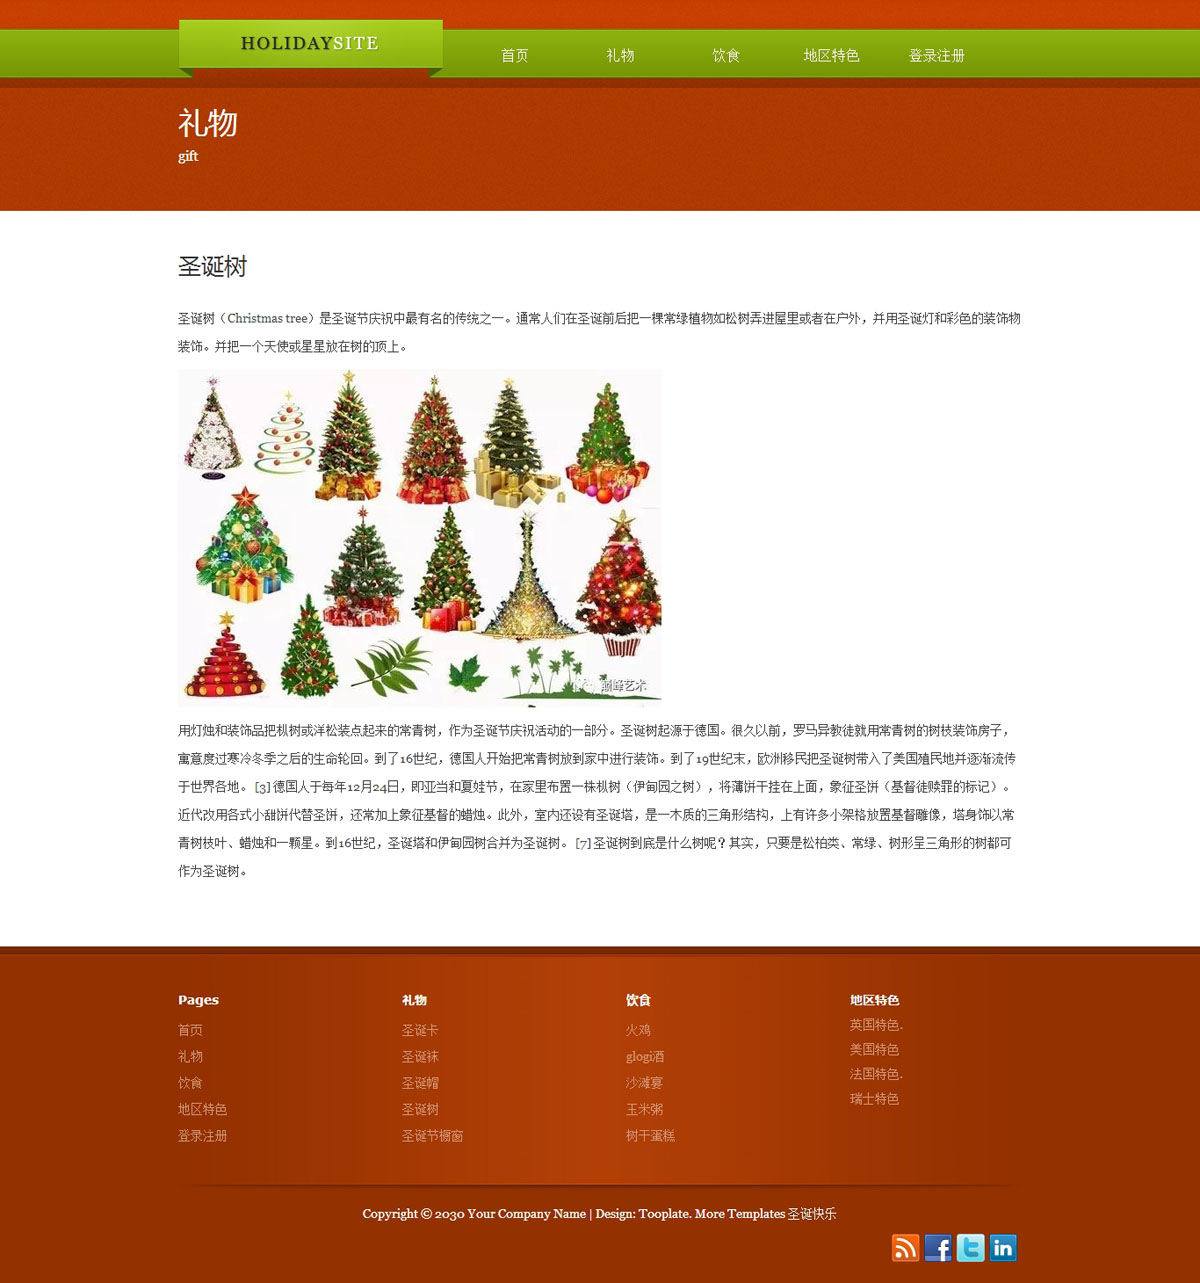 HOLIDAYSITE
首页 礼物 饮食 地区特色 登录注册
礼物
gift
圣诞树
圣诞树（Christmas tree）是圣诞节庆祝中最有名的传统之一。通常人们在圣诞前后把一棵常绿植物如松树弄进屋里或者在户外，并用圣诞灯和彩色的装饰物
装饰。并把一个天使或星星放在树的顶上。
巅峰艺术
用灯烛和装饰品把枞树或洋松装点起来的常青树，作为圣诞节庆祝活动的一部分。圣诞树起源于德国。很久以前，罗马异教徒就用常青树的树枝装饰房子，
寓意度过寒冷冬季之后的生命轮回。到了16世纪，德国人开始把常青树放到家中进行装饰。到了19世纪末，欧洲移民把圣诞树带入了美国殖民地并逐渐流传
于世界各地。 [3] 德国人于每年12月24日，即亚当和夏娃节，在家里布置一株枞树（伊甸园之树），将薄饼干挂在上面，象征圣饼（基督徒赎罪的标记）。
近代改用各式小甜饼代替圣饼，还常加上象征基督的蜡烛。此外，室内还设有圣诞塔，是一木质的三角形结构，上有许多小架格放置基督雕像，塔身饰以常
青树枝叶、蜡烛和一颗星。到16世纪，圣诞塔和伊甸园树合并为圣诞树。 [7] 圣诞树到底是什么树呢？其实，只要是松柏类、常绿、树形呈三角形的树都可
作为圣诞树。
Pages
首页
礼物
饮食
地区特色
登录注册
礼物
圣诞卡
圣诞袜
圣诞帽
圣诞树
圣诞节橱窗
饮食
火鸡
glogi酒
沙滩宴
玉米粥
树干蛋糕
地区特色
英国特色.
美国特色
法国特色.
瑞士特色
Copyright © 2030 Your Company Name | Design: Tooplate. More Templates 圣诞快乐